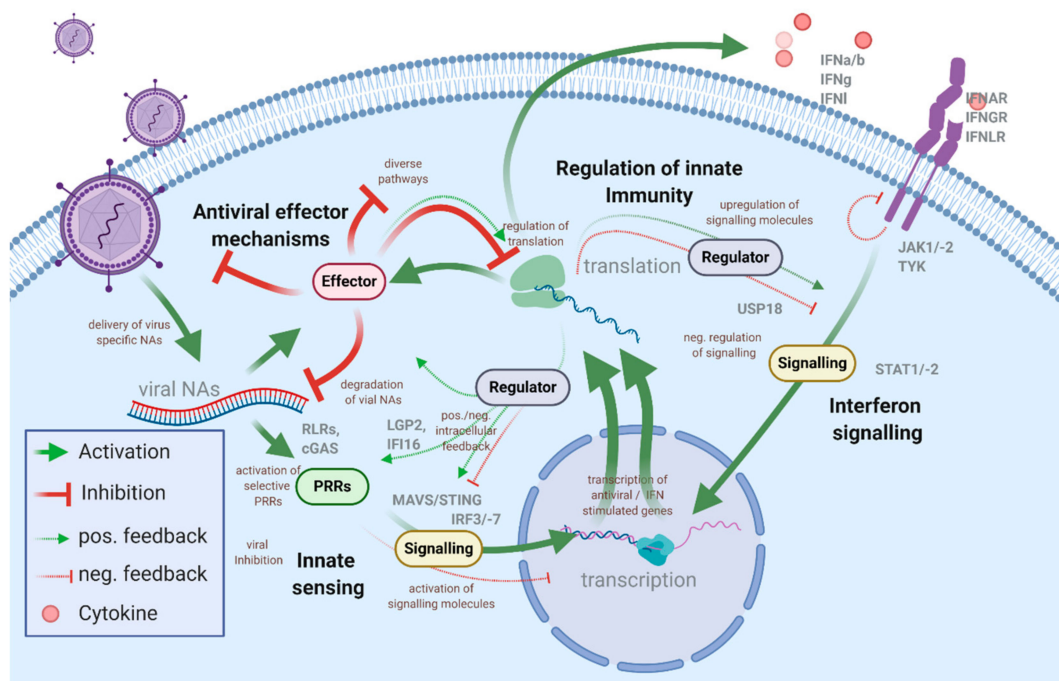 IFNa/b
IFNg
IFNl
IFNAR
IFNGR
IFNLR
diverse
pathways
Regulation of innate
Immunity
Antiviral effector
mechanisms
upregulation of
signalling molecules
regulation of
translation
JAK1/-2
TYK
translation
Regulator
Effector
USP18
delivery of virus
specific NAs
neg. regulation
of signalling
Signalling
STAT1/-2
viral NAs
degradation
of vial NAs
Regulator
Interferon
signalling
RLRs,
cGAS
LGP2,
IFI16
pos./neg.
intracellular
feedback
activation of
selective
PRRs
PRRs
MAVS/STING
IRF3/-7
transcription of
antiviral / IFN
stimulated genes
viral
Inhibition
Innate
sensing
Signalling
activation of
signalling molecules
transcription
Activation
Inhibition
pos. feedback
neg. feedback
Cytokine